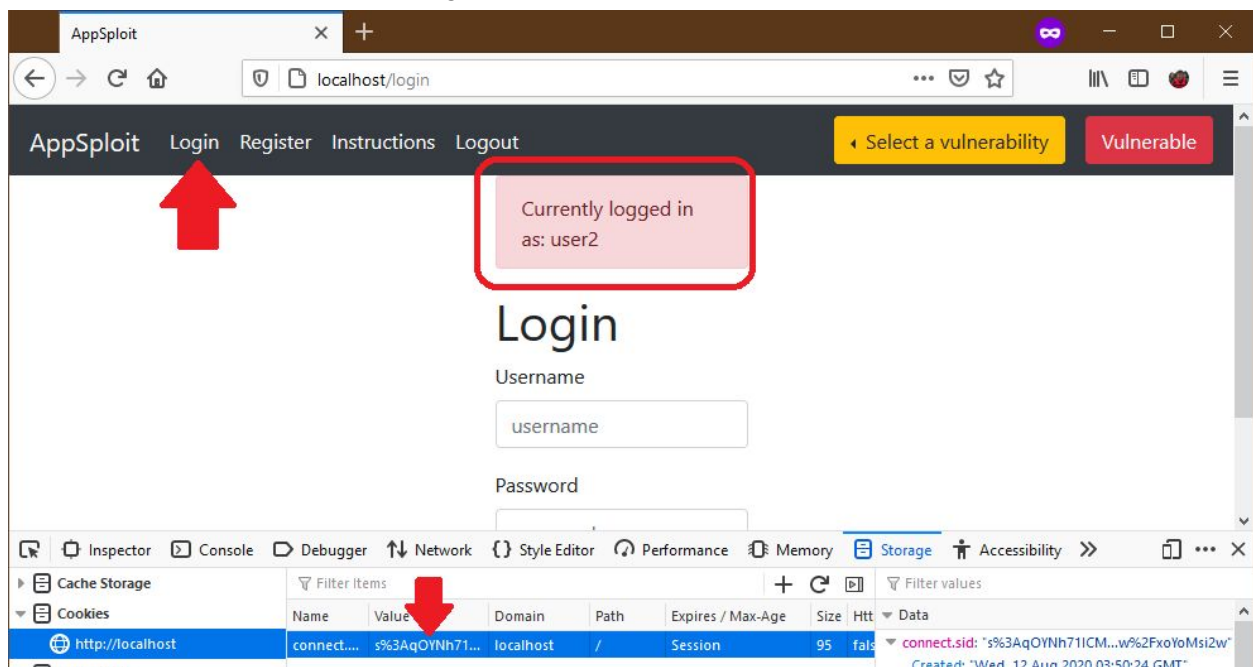 AppSploit
localhost/login
AppSploit Login Register Instructions Logout Select a vulnerability Vulnerable
Currently logged in
as: user2
Login
Username
username
Password
Inspector Console Debugger Network Style Editor Performance Memory Storage Accessibility
Cache Storage Filter Items Filter values
Cookies Name Value Domain Path Expires / Max-Age Size Htt Data
http://localhost connect.... s%3AqOYNh71... localhost / Session 95 fals connect.sid: "s%3AqOYNh71ICM...w%2FxoYoMsi2w"
Created: "Wed, 12 Aug 2020 03:50:24 GMT"